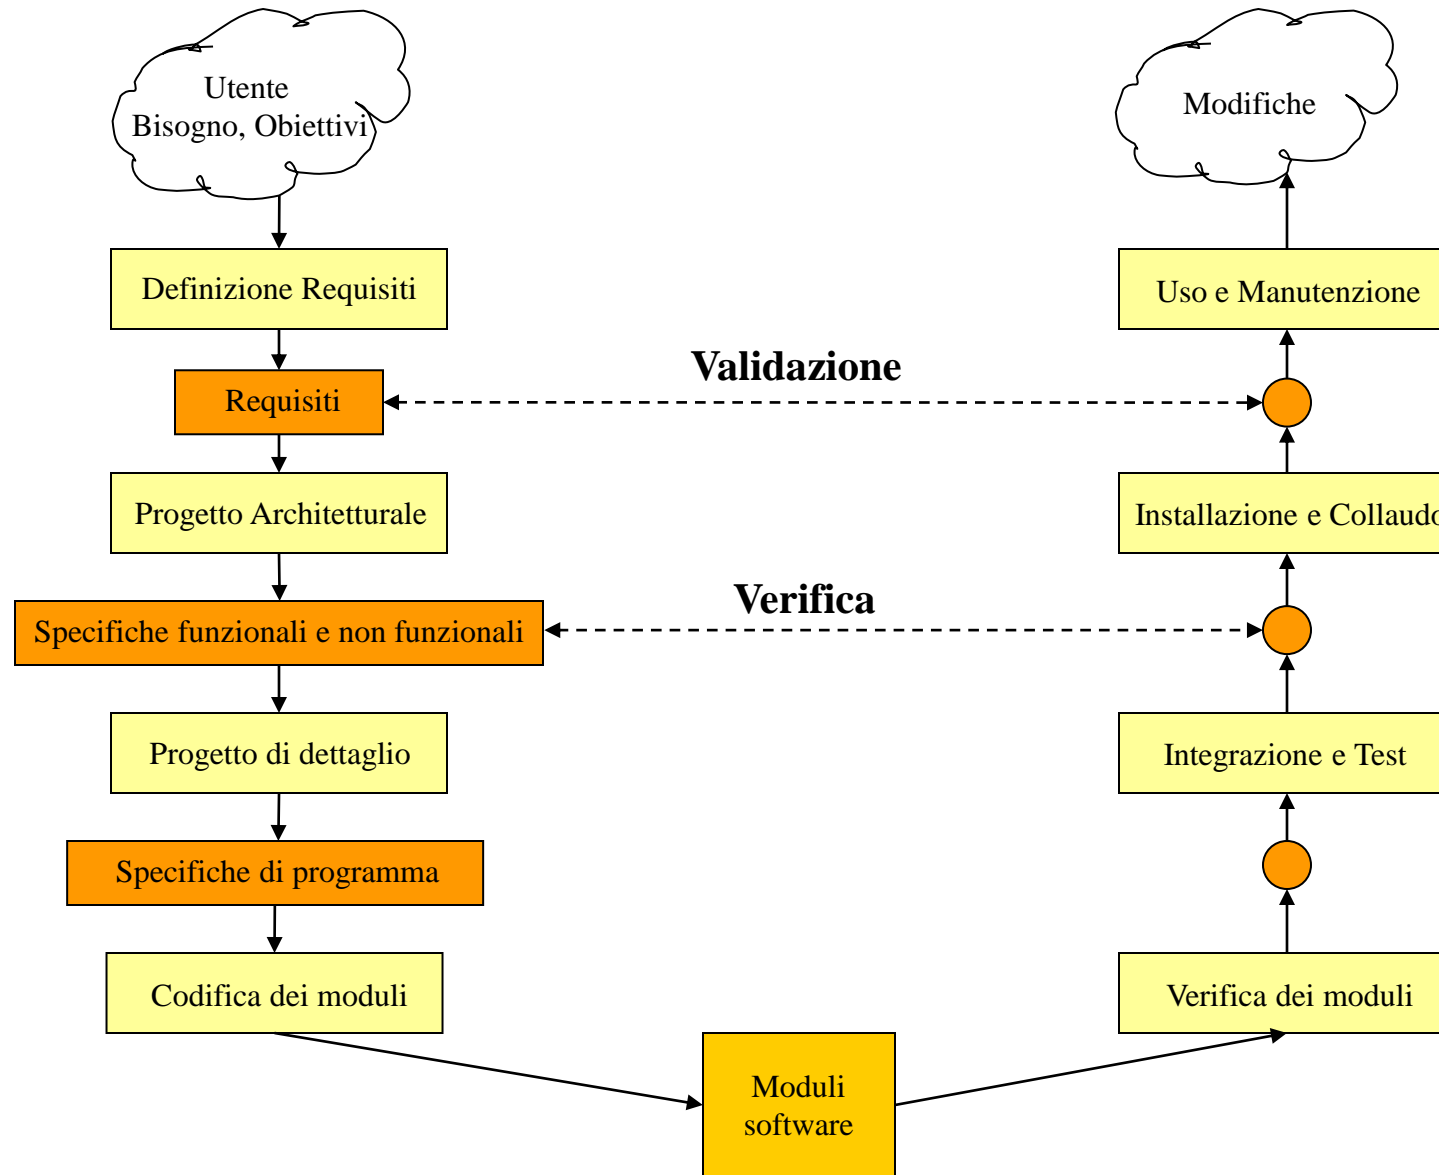 Utente
Bisogno, Obiettivi
Modifiche
Definizione Requisiti
Uso e Manutenzione
Validazione
Requisiti
Progetto Architetturale
Installazione e Collaudo
Verifica
Specifiche funzionali e non funzionali
Progetto di dettaglio
Integrazione e Test
Specifiche di programma
Codifica dei moduli
Verifica dei moduli
Moduli
software